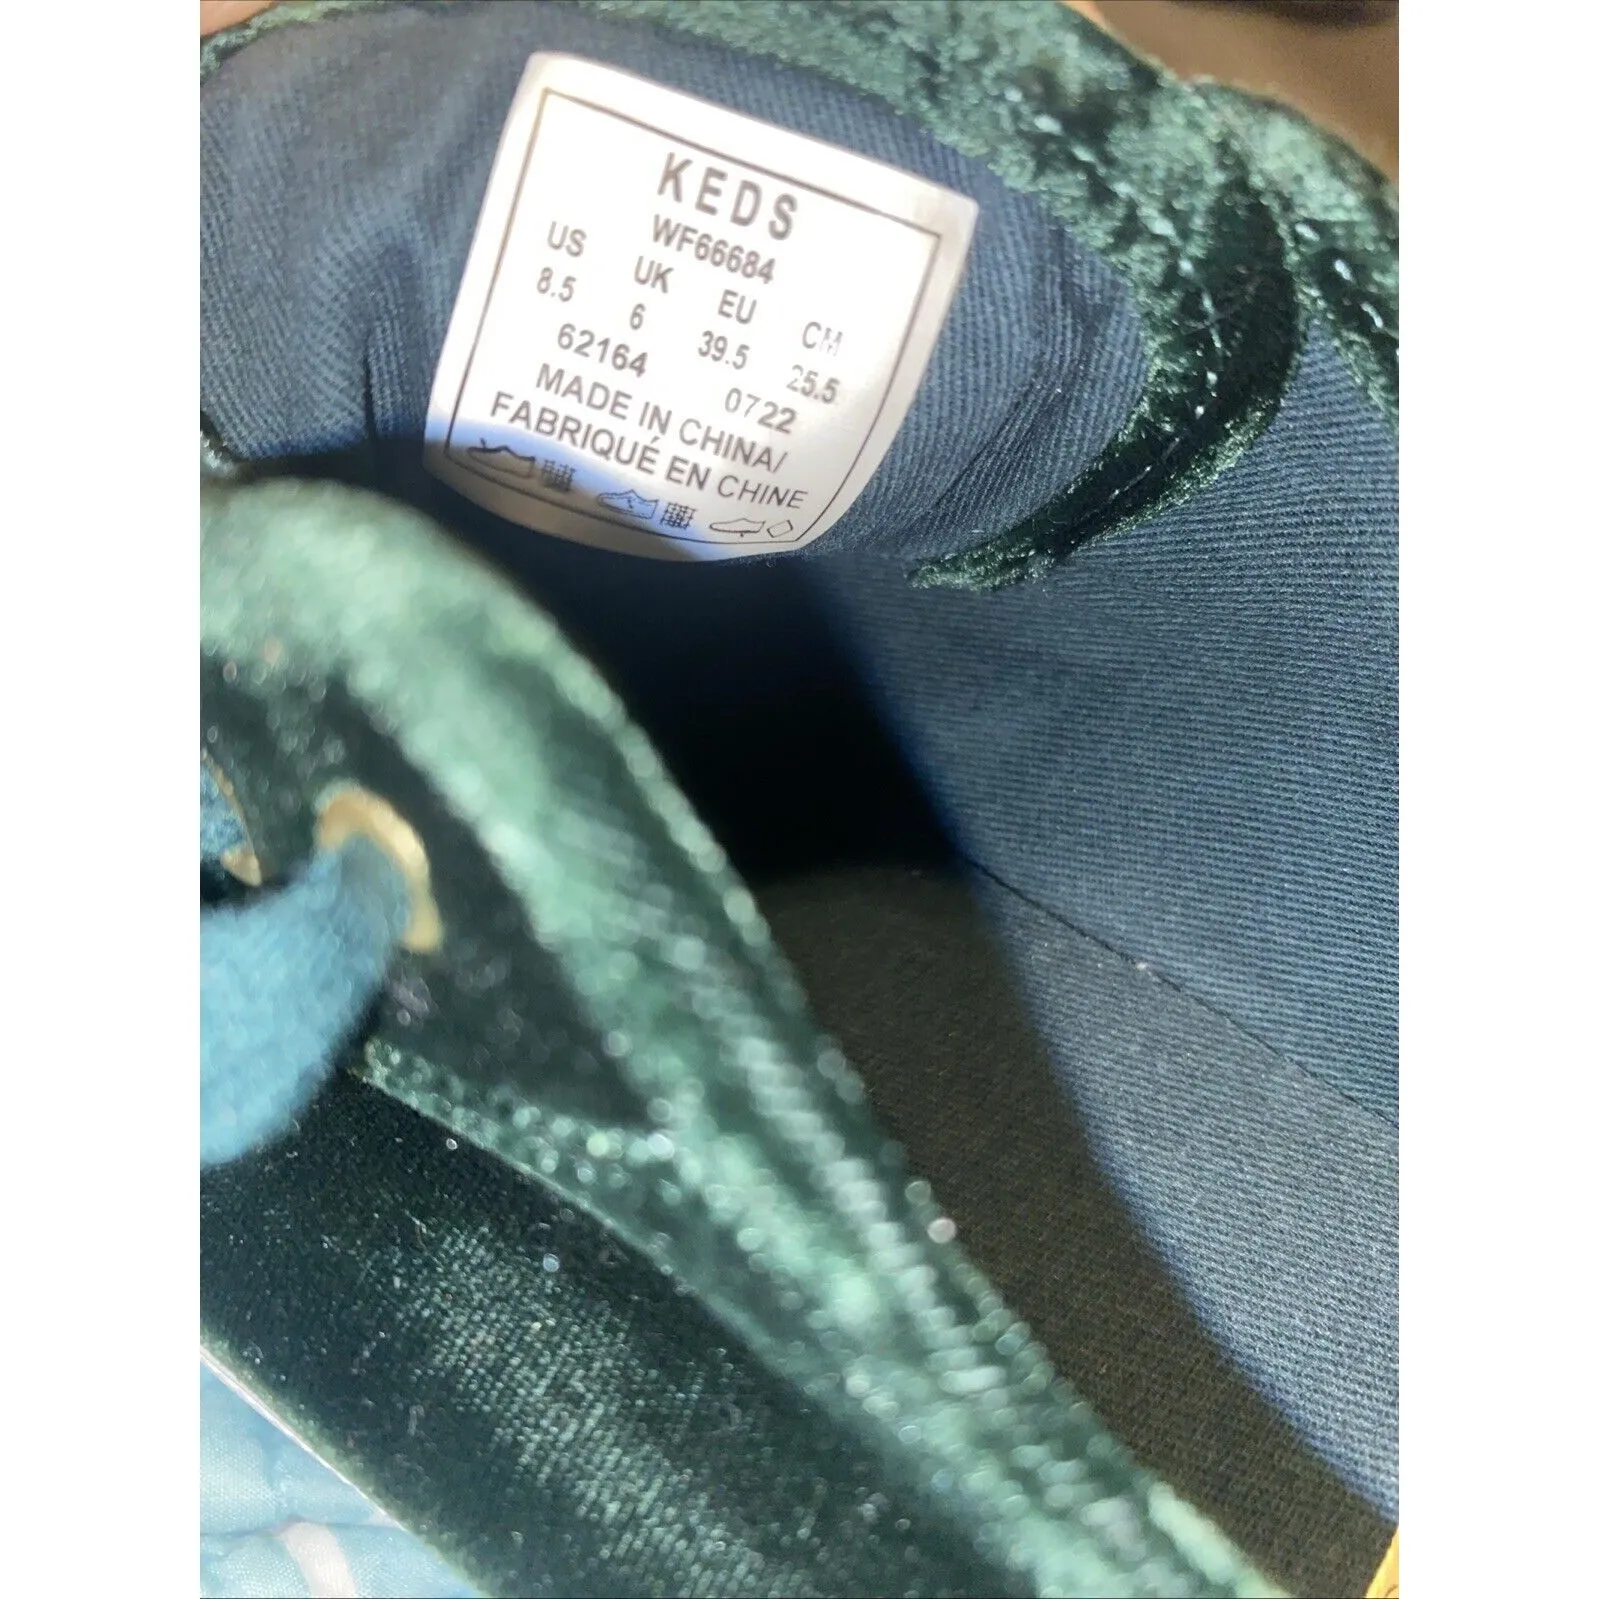 KEDS
WF66684
US UK EU CM
8.5 6 39.5 25.5
62164 0722
MADE IN CHINA/
FABRIQUÉ EN CHINE